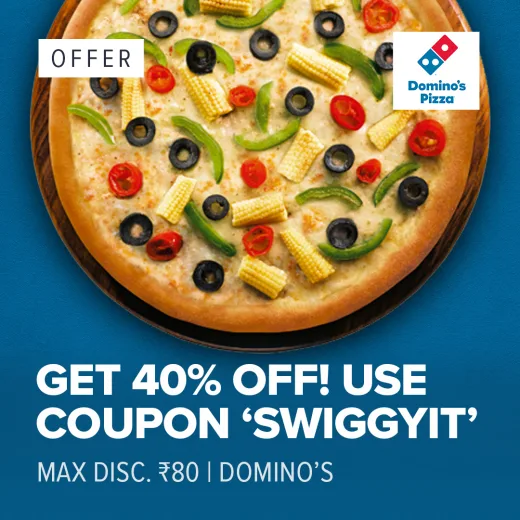 OFFER
Domino's
Pizza
GET 40% OFF! USE
COUPON ‘SWIGGYIT’
MAX DISC. ₹80 | DOMINO'S